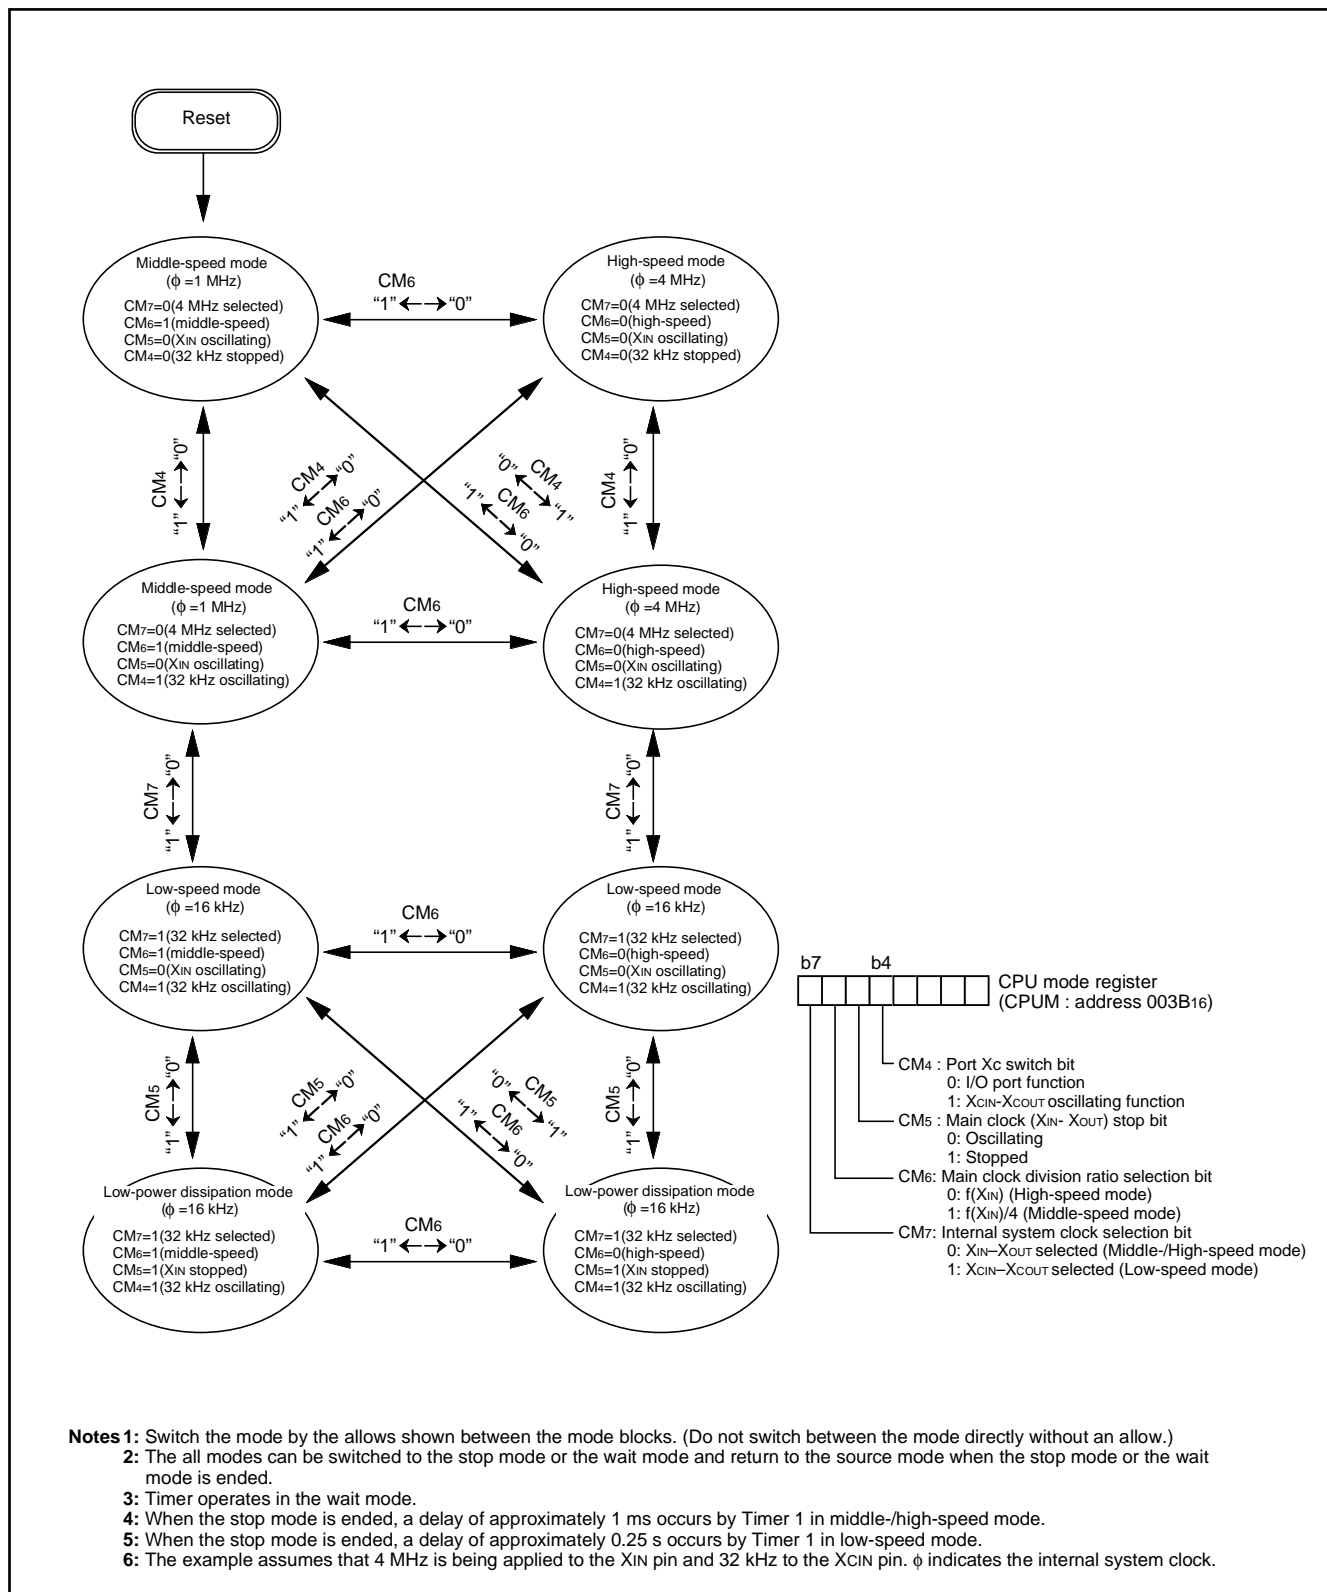 Reset
Middle-speed mode
(ϕ =1 MHz)
CM7=0(4 MHz selected)
CM6=1(middle-speed)
CM5=0(XIN oscillating)
CM4=0(32 kHz stopped)
CM6
“1” ←→ “0”
High-speed mode
(ϕ =4 MHz)
CM7=0(4 MHz selected)
CM6=0(high-speed)
CM5=0(XIN oscillating)
CM4=0(32 kHz stopped)
CM4
“1” ←→ “0”
CM4
“1” ←→ “0”
CM6
“1” ←→ “0”
CM4
“0” ←→ “1”
CM6
“1” ←→ “0”
CM4
“1” ←→ “0”
Middle-speed mode
(ϕ =1 MHz)
CM7=0(4 MHz selected)
CM6=1(middle-speed)
CM5=0(XIN oscillating)
CM4=1(32 kHz oscillating)
CM6
“1” ←→ “0”
High-speed mode
(ϕ =4 MHz)
CM7=0(4 MHz selected)
CM6=0(high-speed)
CM5=0(XIN oscillating)
CM4=1(32 kHz oscillating)
CM7
“1” ←→ “0”
CM7
“1” ←→ “0”
Low-speed mode
(ϕ =16 kHz)
CM7=1(32 kHz selected)
CM6=1(middle-speed)
CM5=0(XIN oscillating)
CM4=1(32 kHz oscillating)
CM6
“1” ←→ “0”
Low-speed mode
(ϕ =16 kHz)
CM7=1(32 kHz selected)
CM6=0(high-speed)
CM5=0(XIN oscillating)
CM4=1(32 kHz oscillating)
CM5
“1” ←→ “0”
CM5
“1” ←→ “0”
CM6
“1” ←→ “0”
CM5
“0” ←→ “1”
CM6
“1” ←→ “0”
CM5
“1” ←→ “0”
Low-power dissipation mode
(ϕ =16 kHz)
CM7=1(32 kHz selected)
CM6=1(middle-speed)
CM5=1(XIN stopped)
CM4=1(32 kHz oscillating)
CM6
“1” ←→ “0”
Low-power dissipation mode
(ϕ =16 kHz)
CM7=1(32 kHz selected)
CM6=0(high-speed)
CM5=1(XIN stopped)
CM4=1(32 kHz oscillating)
b7 b4
CPU mode register
(CPUM : address 003B16)
CM4 : Port Xc switch bit
0: I/O port function
1: XCIN-XCOUT oscillating function
CM5 : Main clock (XIN- XOUT) stop bit
0: Oscillating
1: Stopped
CM6: Main clock division ratio selection bit
0: f(XIN) (High-speed mode)
1: f(XIN)/4 (Middle-speed mode)
CM7: Internal system clock selection bit
0: XIN–XOUT selected (Middle-/High-speed mode)
1: XCIN–XCOUT selected (Low-speed mode)
Notes 1: Switch the mode by the allows shown between the mode blocks. (Do not switch between the mode directly without an allow.)
2: The all modes can be switched to the stop mode or the wait mode and return to the source mode when the stop mode or the wait
mode is ended.
3: Timer operates in the wait mode.
4: When the stop mode is ended, a delay of approximately 1 ms occurs by Timer 1 in middle-/high-speed mode.
5: When the stop mode is ended, a delay of approximately 0.25 s occurs by Timer 1 in low-speed mode.
6: The example assumes that 4 MHz is being applied to the XIN pin and 32 kHz to the XCIN pin. ϕ indicates the internal system clock.